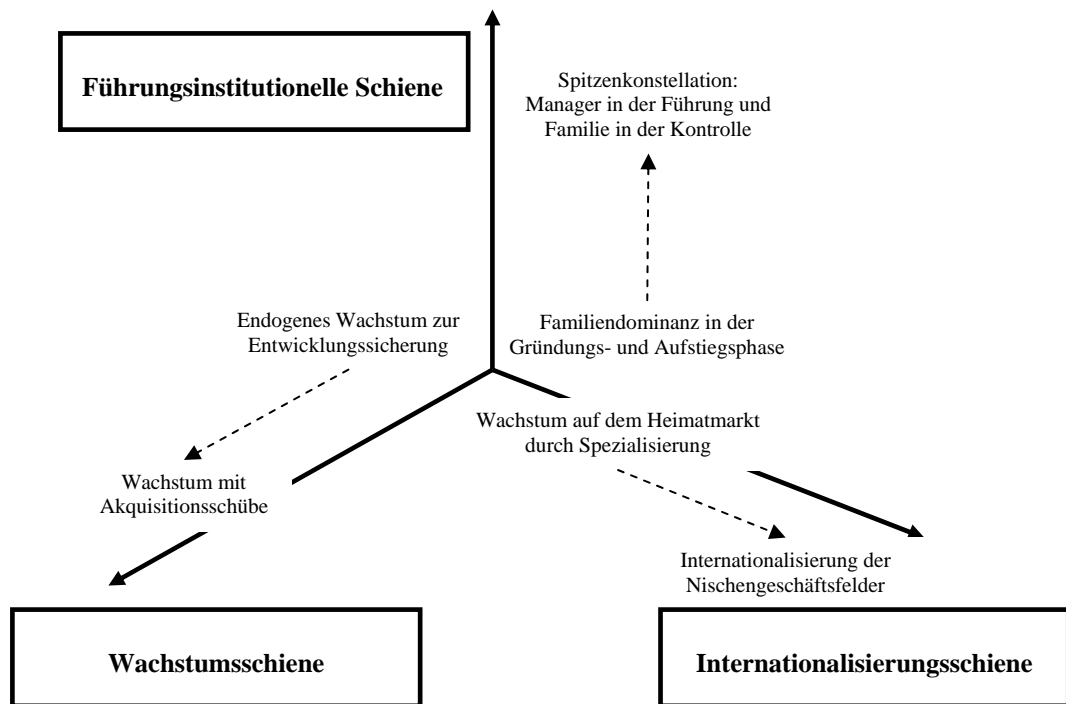 Führungsinstitutionelle Schiene
Spitzenkonstellation:
Manager in der Führung und
Familie in der Kontrolle
Endogenes Wachstum zur
Entwicklungssicherung
Familiendominanz in der
Gründungs- und Aufstiegsphase
Wachstum auf dem Heimatmarkt
durch Spezialisierung
Wachstum mit
Akquisitionsschübe
Internationalisierung der
Nischengeschäftsfelder
Wachstumsschiene
Internationalisierungsschiene